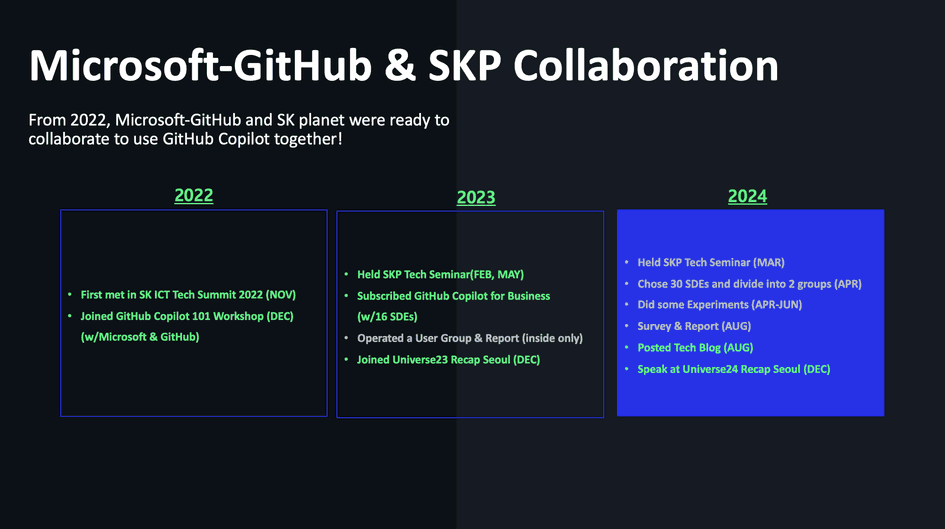 Microsoft-GitHub & SKP Collaboration
From 2022, Microsoft-GitHub and SK planet were ready to
collaborate to use GitHub Copilot together!
2022
• First met in SK ICT Tech Summit 2022 (NOV)
• Joined GitHub Copilot 101 Workshop (DEC)
(w/Microsoft & GitHub)
2023
• Held SKP Tech Seminar(FEB, MAY)
• Subscribed GitHub Copilot for Business
(w/16 SDEs)
• Operated a User Group & Report (inside only)
• Joined Universe23 Recap Seoul (DEC)
2024
• Held SKP Tech Seminar (MAR)
• Chose 30 SDEs and divide into 2 groups (APR)
• Did some Experiments (APR-JUN)
• Survey & Report (AUG)
• Posted Tech Blog (AUG)
• Speak at Universe24 Recap Seoul (DEC)